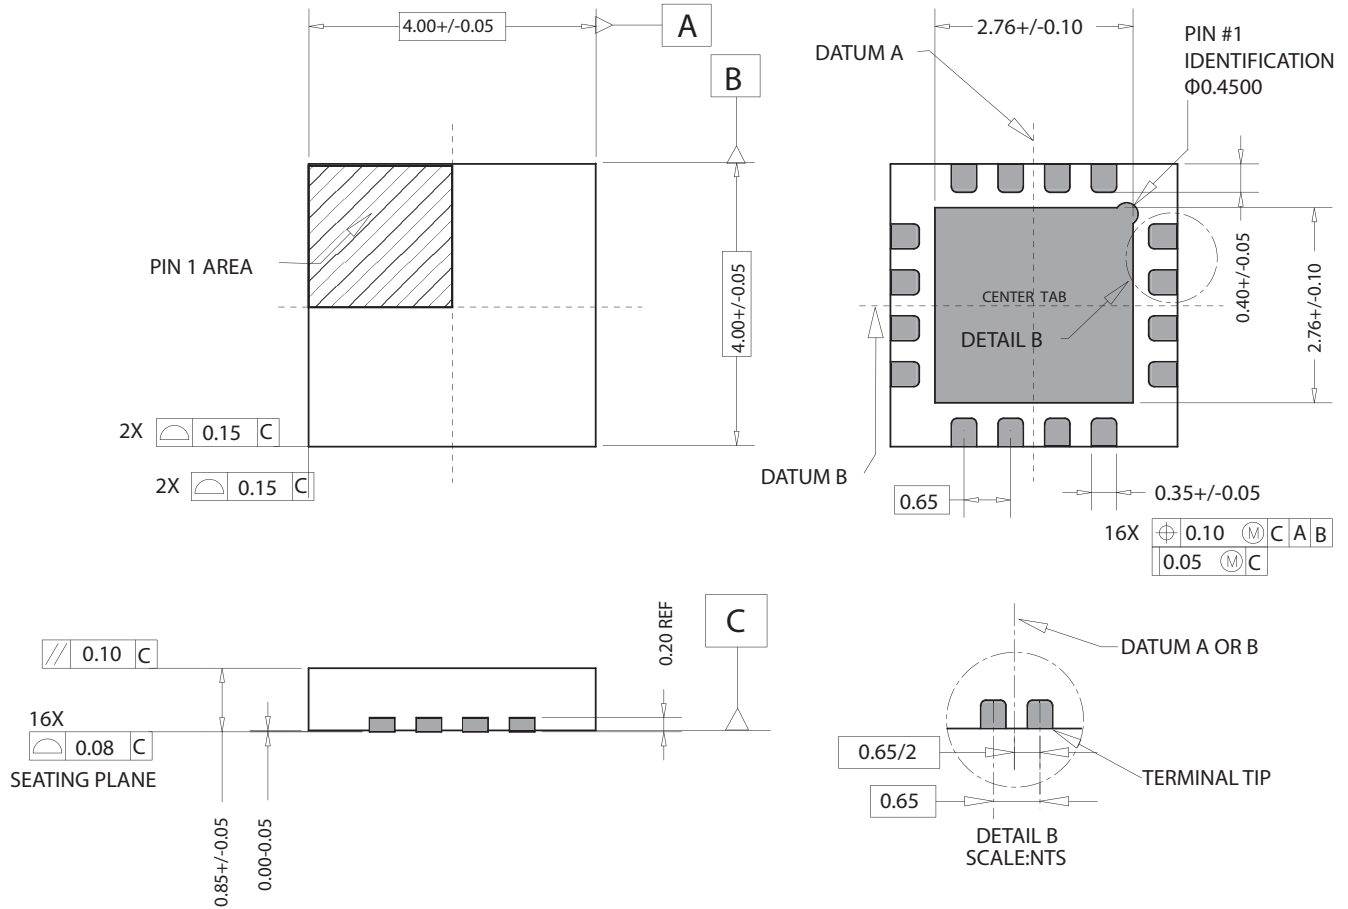 4.00+/-0.05
A
B
PIN 1 AREA
4.00+/-0.05
2X 0.15 C
2X 0.15 C
DATUM A
2.76+/-0.10
PIN #1
IDENTIFICATION
Φ0.4500
CENTER TAB
DETAIL B
0.40+/-0.05
2.76+/-0.10
DATUM B
0.65
0.35+/-0.05
16X 0.10 Ⓜ C A B
0.05 Ⓜ C
// 0.10 C
16X
0.08 C
SEATING PLANE
0.85+/-0.05
0.00-0.05
0.20 REF
C
DATUM A OR B
0.65/2
TERMINAL TIP
0.65
DETAIL B
SCALE:NTS